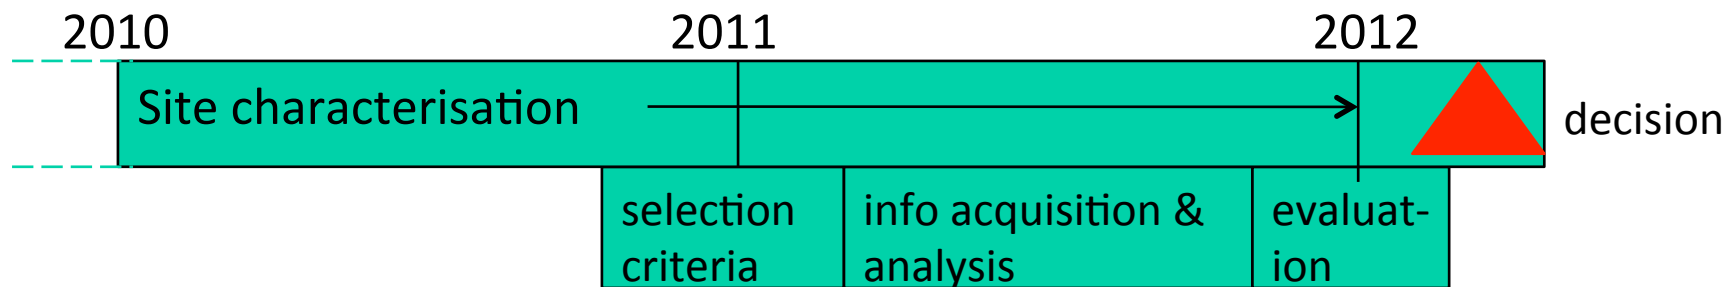 2010 2011 2012
Site characterisation
decision
selection
criteria
info acquisition &
analysis
evaluat-
ion